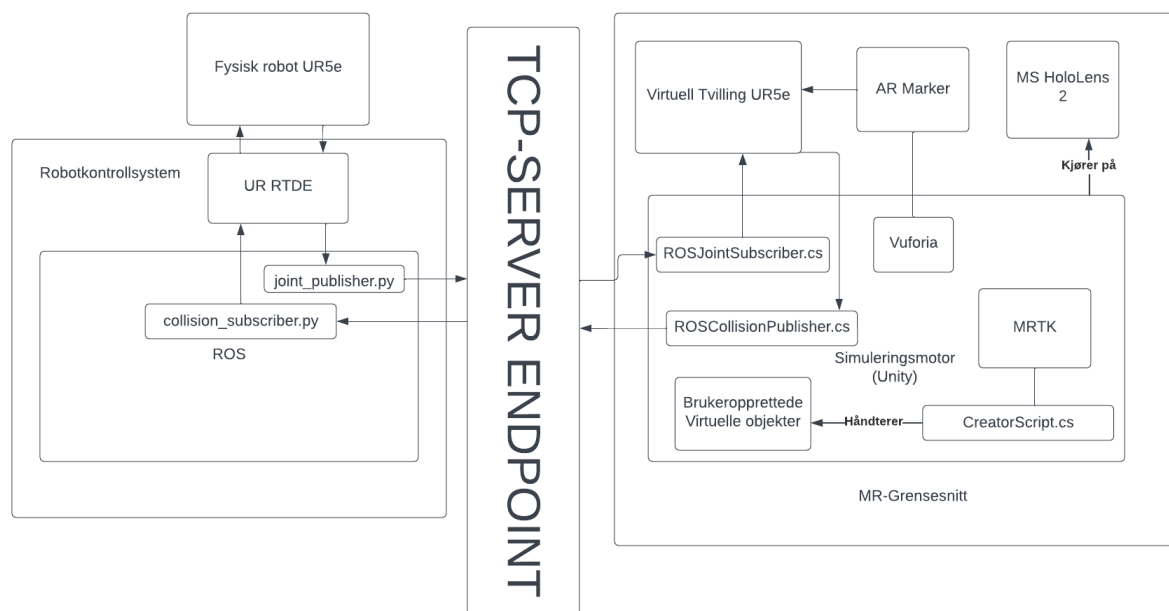 Fysisk robot UR5e
Robotkontrollsystem
UR RTDE
joint_publisher.py
collision_subscriber.py
ROS
TCP-SERVER ENDPOINT
Virtuell Tvilling UR5e
AR Marker
MS HoloLens
2
Kjører på
Vuforia
ROSJointSubscriber.cs
ROSCollisionPublisher.cs
Simuleringsmotor
(Unity)
MRTK
Brukeropprettede
Virtuelle objekter
Håndterer
CreatorScript.cs
MR-Grensesnitt